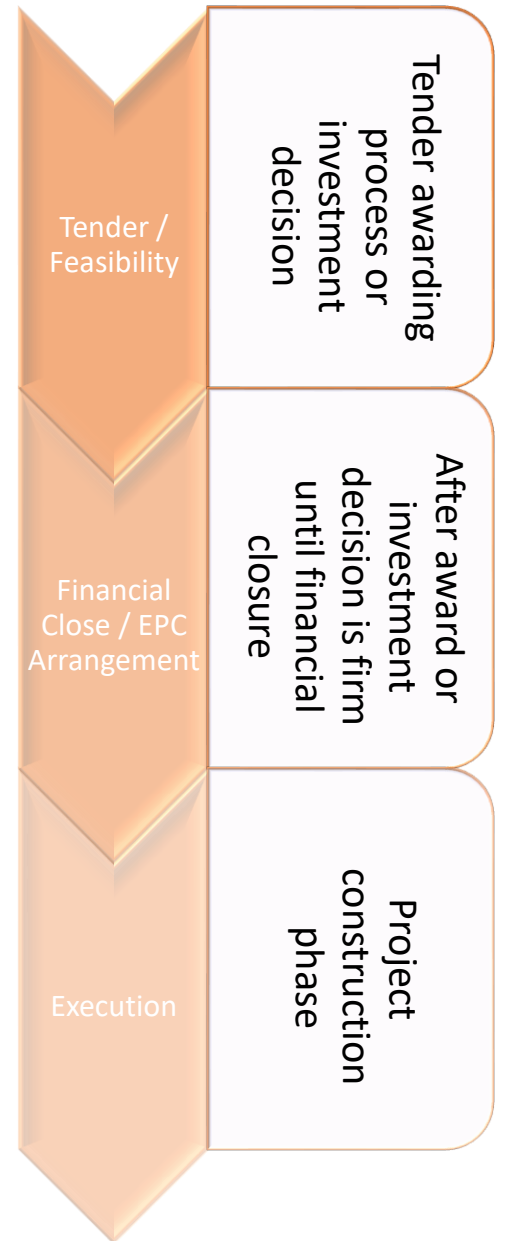 Tender /
Feasibility
Tender awarding
process or
investment
decision
Financial
Close / EPC
Arrangement
After award or
investment
decision is firm
until financial
closure
Execution
Project
construction
phase